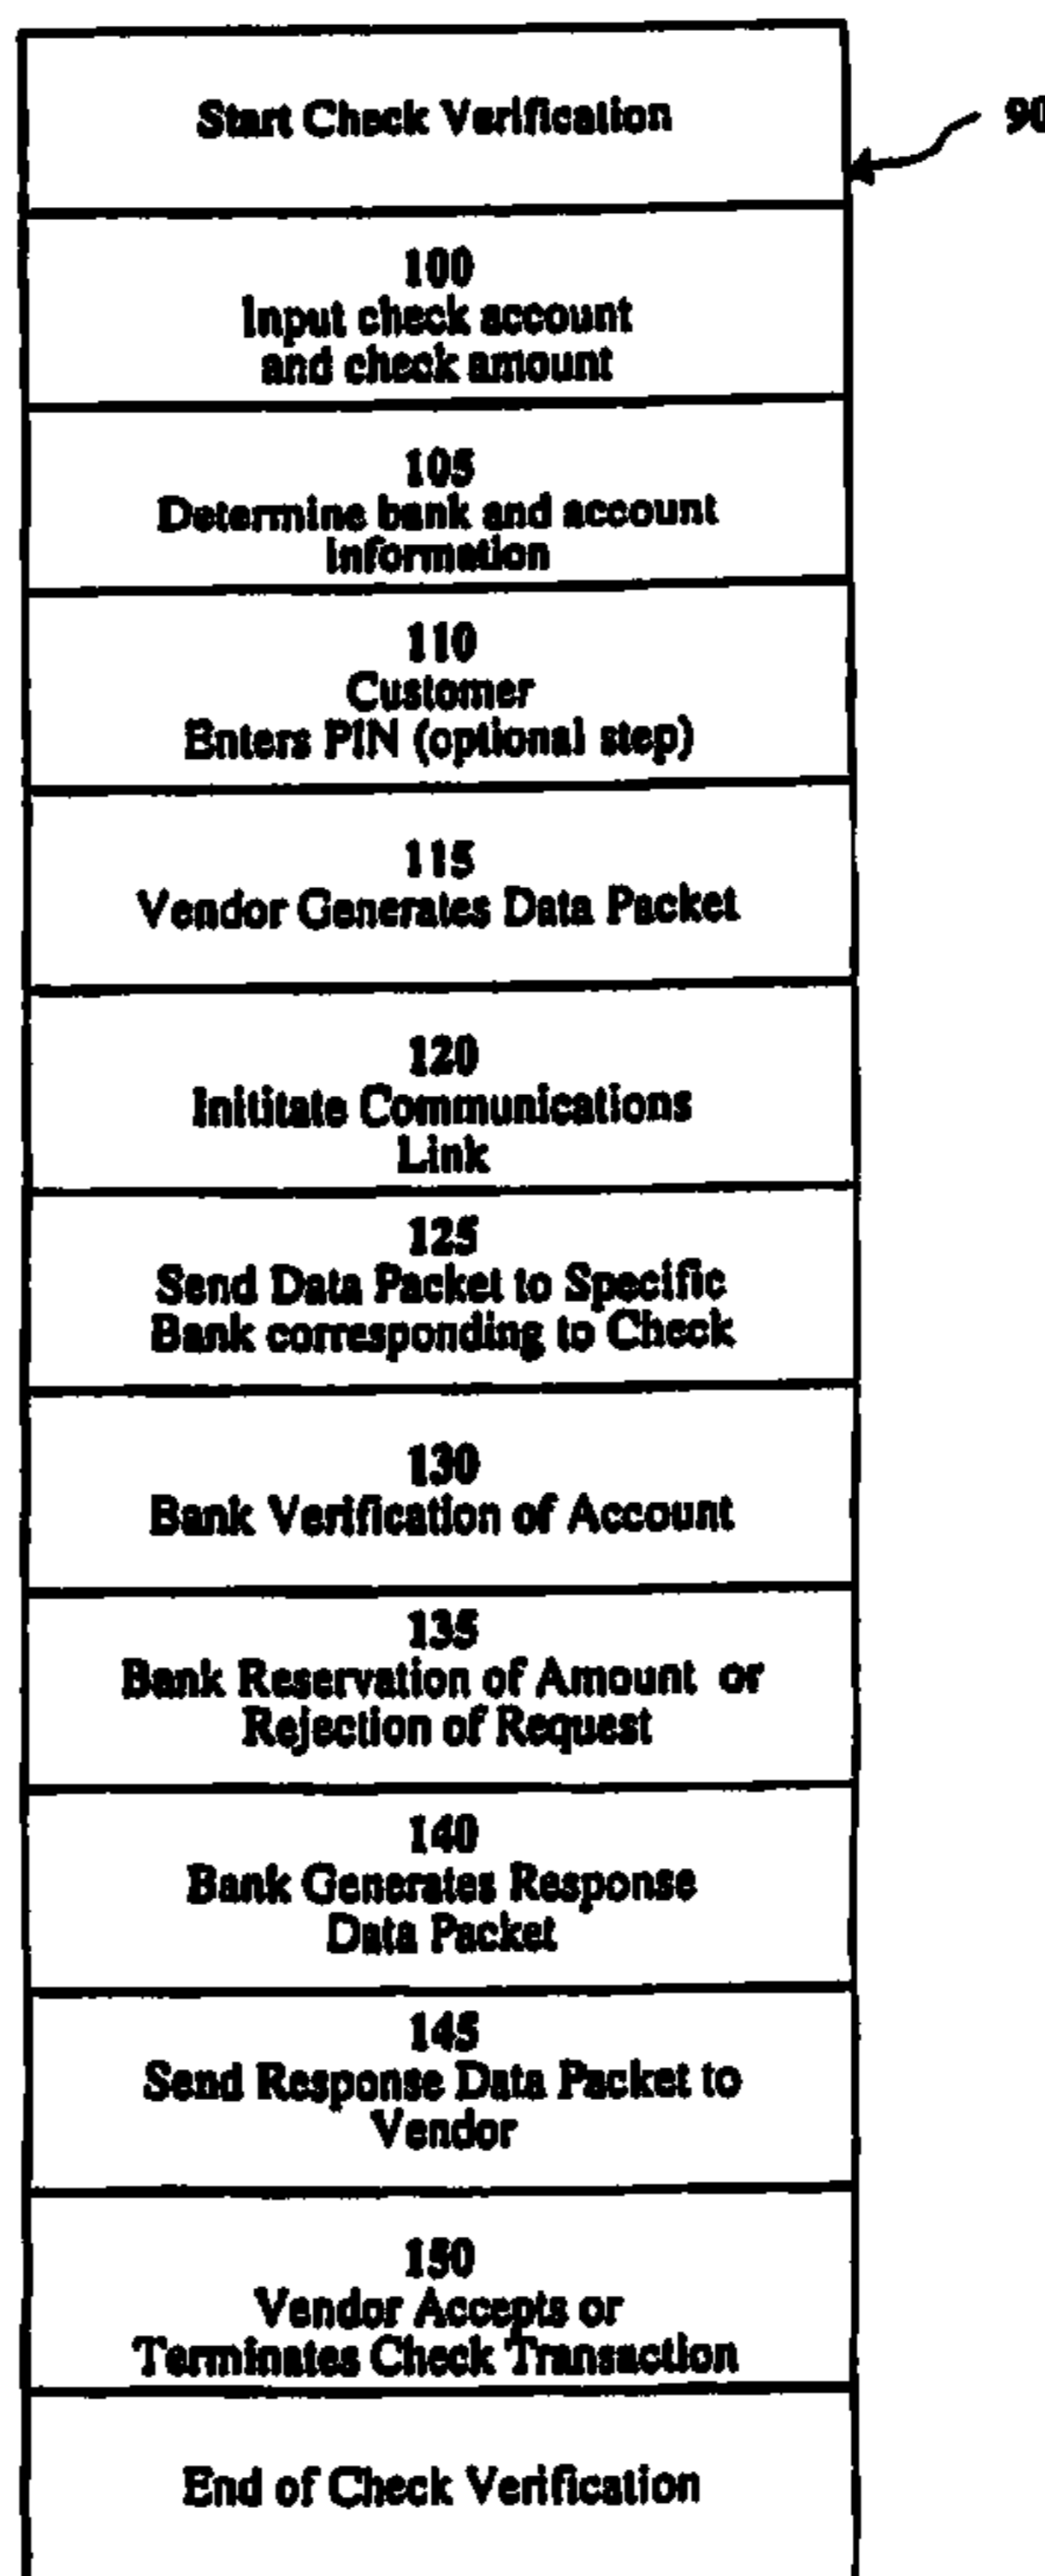 Start Check Verification
90
100
Input check account
and check amount
105
Determine bank and account
information
110
Customer
Enters PIN (optional step)
115
Vendor Generates Data Packet
120
Inititate Communications
Link
125
Send Data Packet to Specific
Bank corresponding to Check
130
Bank Verification of Account
135
Bank Reservation of Amount or
Rejection of Request
140
Bank Generates Response
Data Packet
145
Send Response Data Packet to
Vendor
150
Vendor Accepts or
Terminates Check Transaction
End of Check Verification